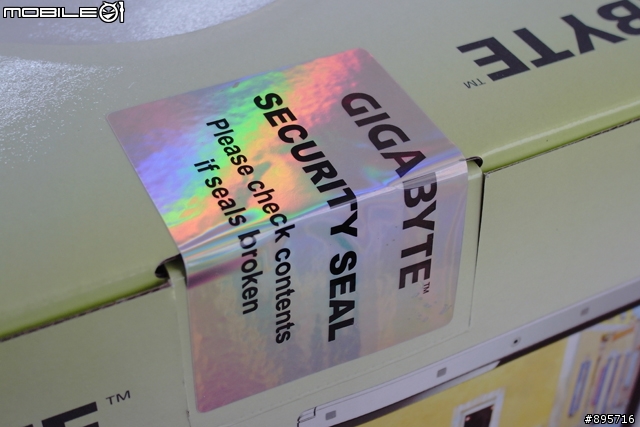 MOBILE01
BYTE™
GIGABYTE™
SECURITY SEAL
Please check contents
if seals broken
E™
#895716